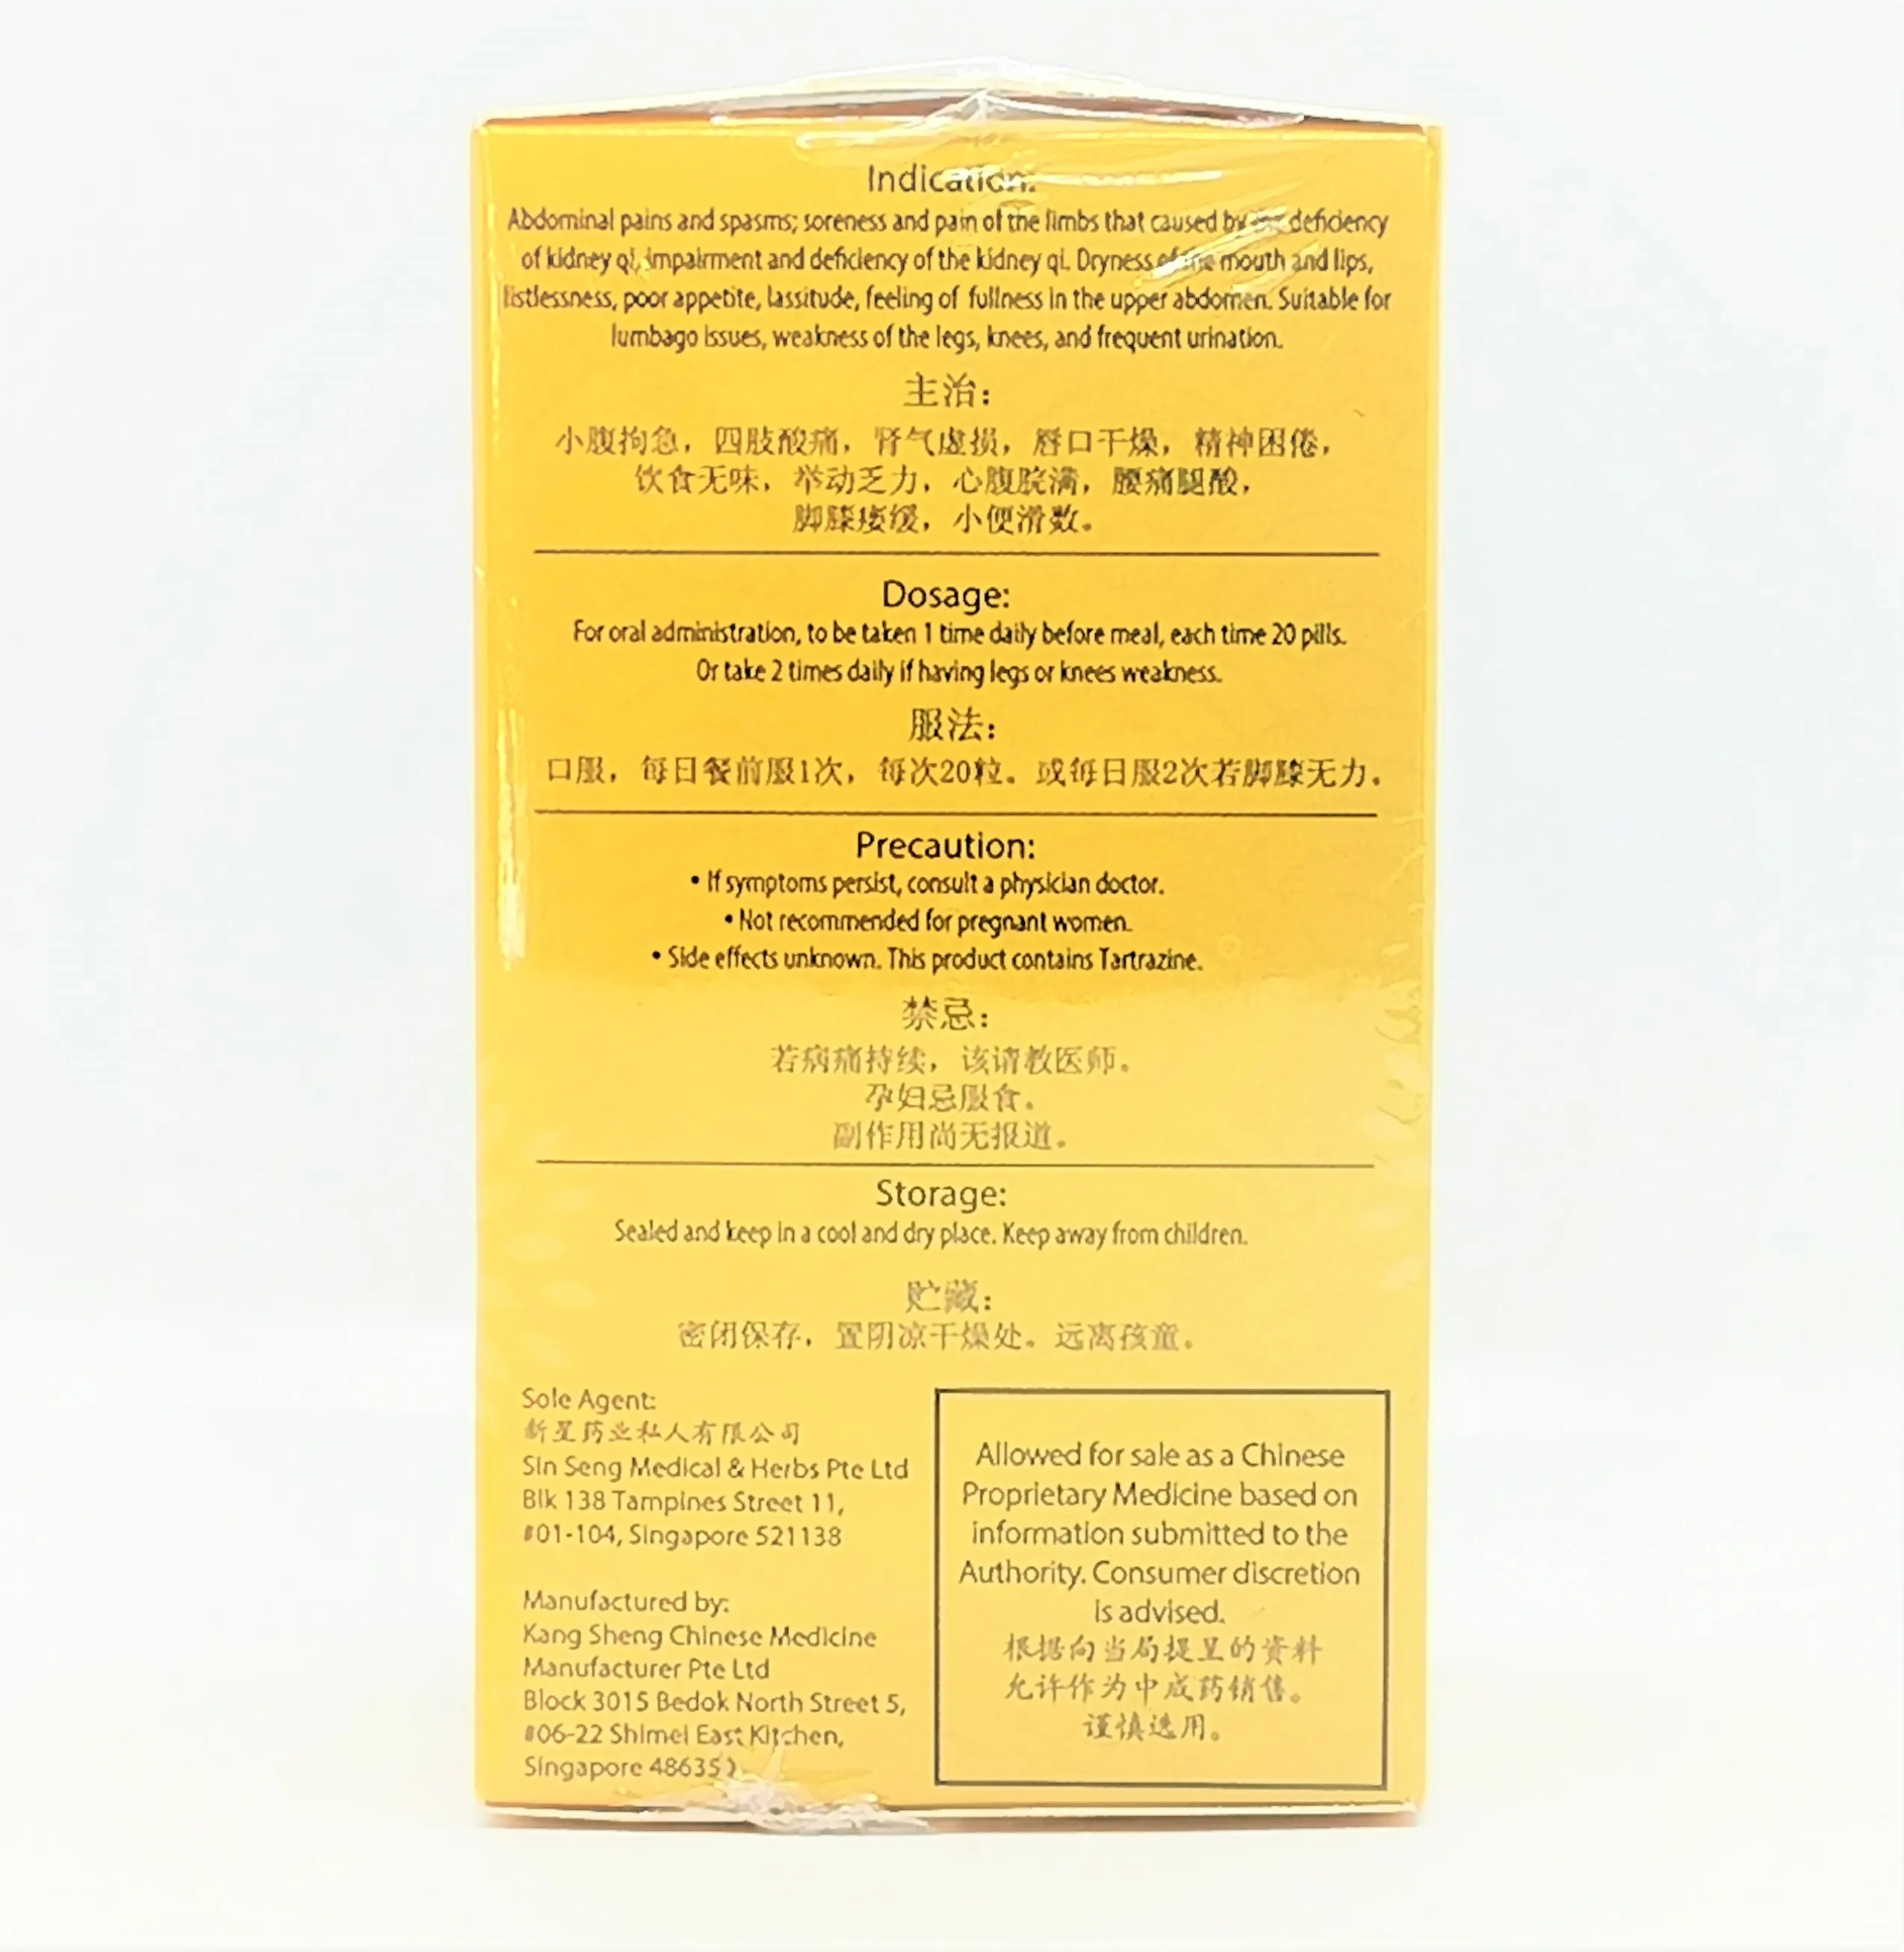 Indication:
Abdominal pains and spasms; soreness and pain of the limbs that caused by deficiency
of kidney qi, impairment and deficiency of the kidney qi. Dryness of the mouth and lips,
listlessness, poor appetite, lassitude, feeling of fullness in the upper abdomen. Suitable for
lumbago issues, weakness of the legs, knees, and frequent urination.
主治：
小腹拘急，四肢酸痛，肾气虚损，唇口干燥，精神困倦，
饮食无味，举动乏力，心腹脘满，腰痛腿酸，
脚膝痿缓，小便滑数。
Dosage:
For oral administration, to be taken 1 time daily before meal, each time 20 pills.
Or take 2 times daily if having legs or knees weakness.
服法：
口服，每日餐前服1次，每次20粒。或每日服2次若脚膝无力。
Precaution:
• If symptoms persist, consult a physician doctor.
• Not recommended for pregnant women.
• Side effects unknown. This product contains Tartrazine.
禁忌：
若病痛持续，该请教医师。
孕妇忌服食。
副作用尚无报道。
Storage:
Sealed and keep in a cool and dry place. Keep away from children.
贮藏：
密闭保存，置阴凉干燥处。远离孩童。
Sole Agent:
新星药业私人有限公司
Sin Seng Medical & Herbs Pte Ltd
Blk 138 Tampines Street 11,
#01-104, Singapore 521138
Manufactured by:
Kang Sheng Chinese Medicine
Manufacturer Pte Ltd
Block 3015 Bedok North Street 5,
#06-22 Shimei East Kitchen,
Singapore
Allowed for sale as a Chinese
Proprietary Medicine based on
information submitted to the
Authority. Consumer discretion
is advised.
根据向当局提呈的資料
允许作为中成药销售。
谨慎选用。